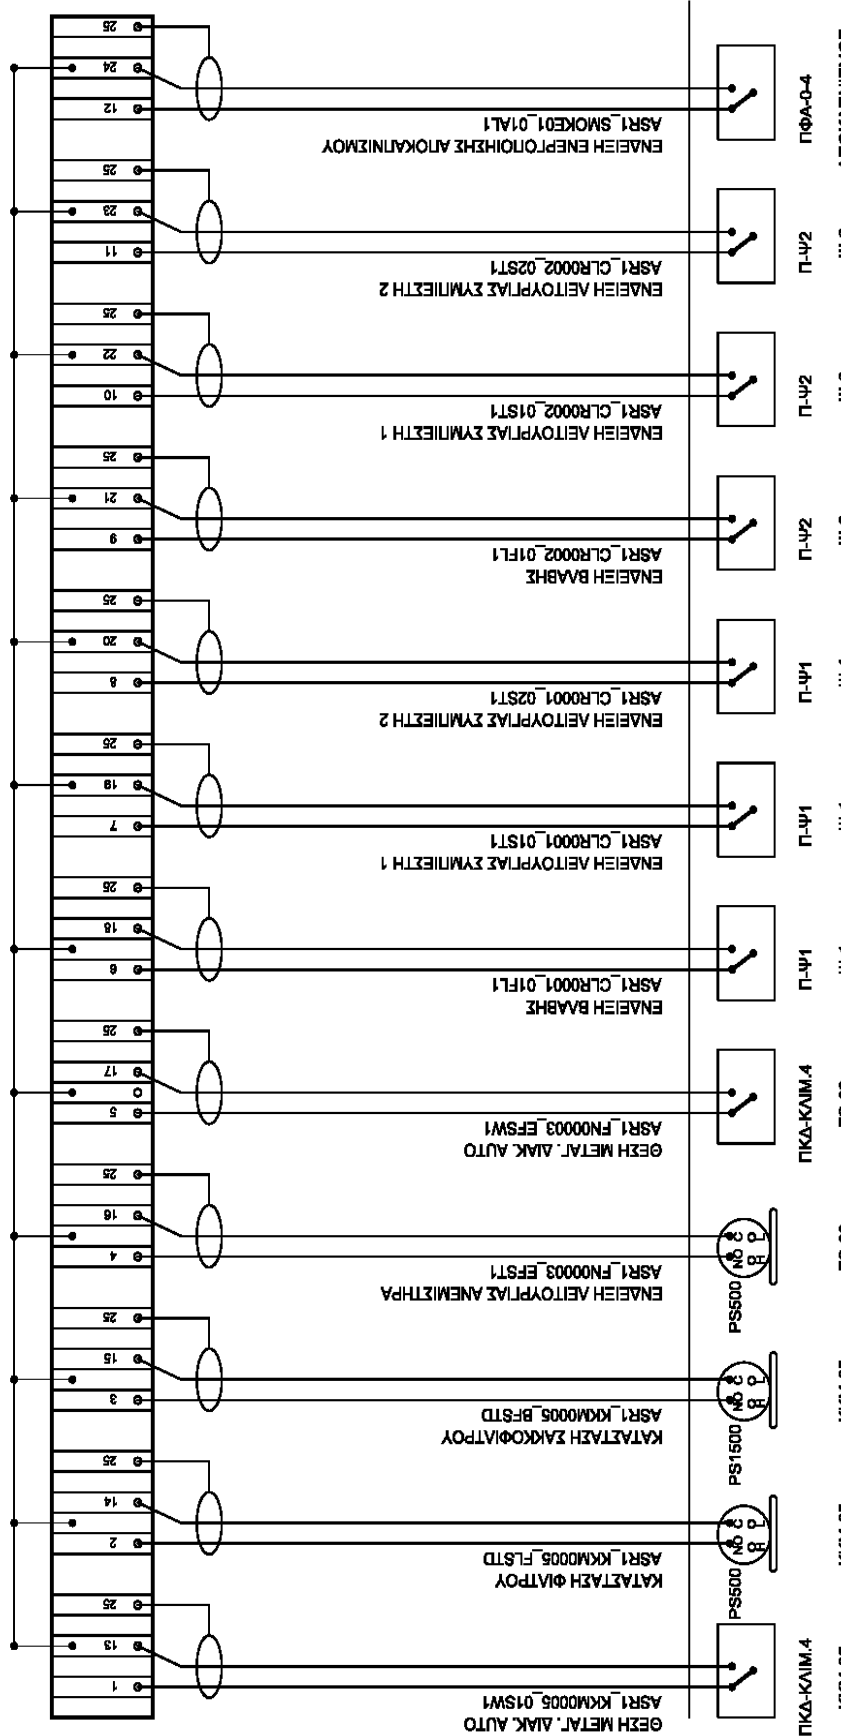 ΘΕΣΗ ΜΕΤΑΓ. ΔΙΑΚ. AUTO
ASR1_KKM0005_01SW1
1
13
25
ΠΚΔ-ΚΛΙΜ.4
ΚΑΤΑΣΤΑΣΗ ΦΙΛΤΡΟΥ
ASR1_KKM0005_FLSTD
2
14
25
PS500
NO C
H L
ΚΑΤΑΣΤΑΣΗ ΣΑΚΚΟΦΙΛΤΡΟΥ
ASR1_KKM0005_BFSTD
3
15
25
PS1500
NO C
H L
ΕΝΔΕΙΞΗ ΛΕΙΤΟΥΡΓΙΑΣ ΑΝΕΜΙΣΤΗΡΑ
ASR1_FN00003_EFST1
4
16
25
PS500
NO C
H L
ΘΕΣΗ ΜΕΤΑΓ. ΔΙΑΚ. AUTO
ASR1_FN00003_EFSW1
5
17
25
ΠΚΔ-ΚΛΙΜ.4
ΕΝΔΕΙΞΗ ΒΛΑΒΗΣ
ASR1_CLR0001_01FL1
6
18
25
Π-Ψ1
ΕΝΔΕΙΞΗ ΛΕΙΤΟΥΡΓΙΑΣ ΣΥΜΠΙΕΣΤΗ 1
ASR1_CLR0001_01ST1
7
19
25
Π-Ψ1
ΕΝΔΕΙΞΗ ΛΕΙΤΟΥΡΓΙΑΣ ΣΥΜΠΙΕΣΤΗ 2
ASR1_CLR0001_02ST1
8
20
25
Π-Ψ1
ΕΝΔΕΙΞΗ ΒΛΑΒΗΣ
ASR1_CLR0002_01FL1
9
21
25
Π-Ψ2
ΕΝΔΕΙΞΗ ΛΕΙΤΟΥΡΓΙΑΣ ΣΥΜΠΙΕΣΤΗ 1
ASR1_CLR0002_01ST1
10
22
25
Π-Ψ2
ΕΝΔΕΙΞΗ ΛΕΙΤΟΥΡΓΙΑΣ ΣΥΜΠΙΕΣΤΗ 2
ASR1_CLR0002_02ST1
11
23
25
Π-Ψ2
ΕΝΔΕΙΞΗ ΕΝΕΡΓΟΠΟΙΗΣΗΣ ΑΠΟΚΑΠΝΙΣΜΟΥ
ASR1_SMOKE01_01AL1
12
24
25
ΠΦΑ-0-4